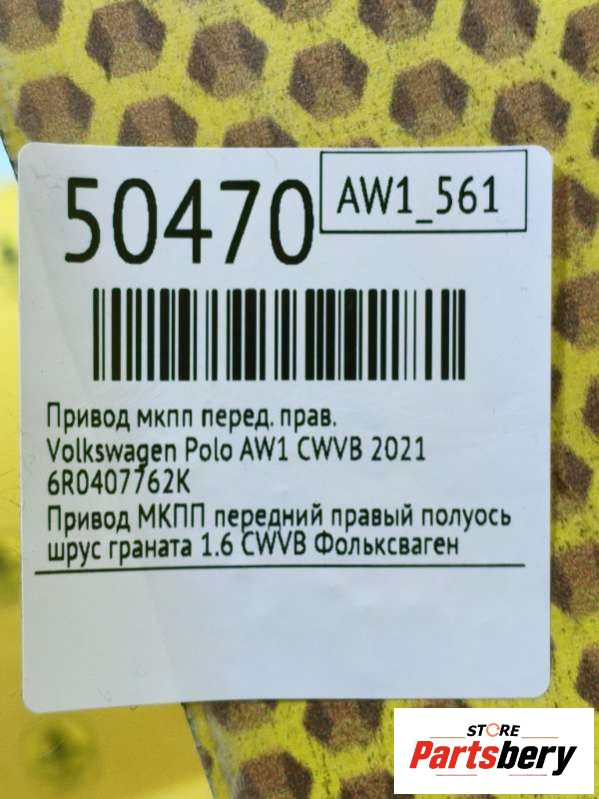 50470
AW1_561
Привод мкпп перед. прав.
Volkswagen Polo AW1 CWVB 2021
6R0407762K
Привод МКПП передний правый полуось
шрус граната 1.6 CWVB Фольксваген
STORE
Partsbery